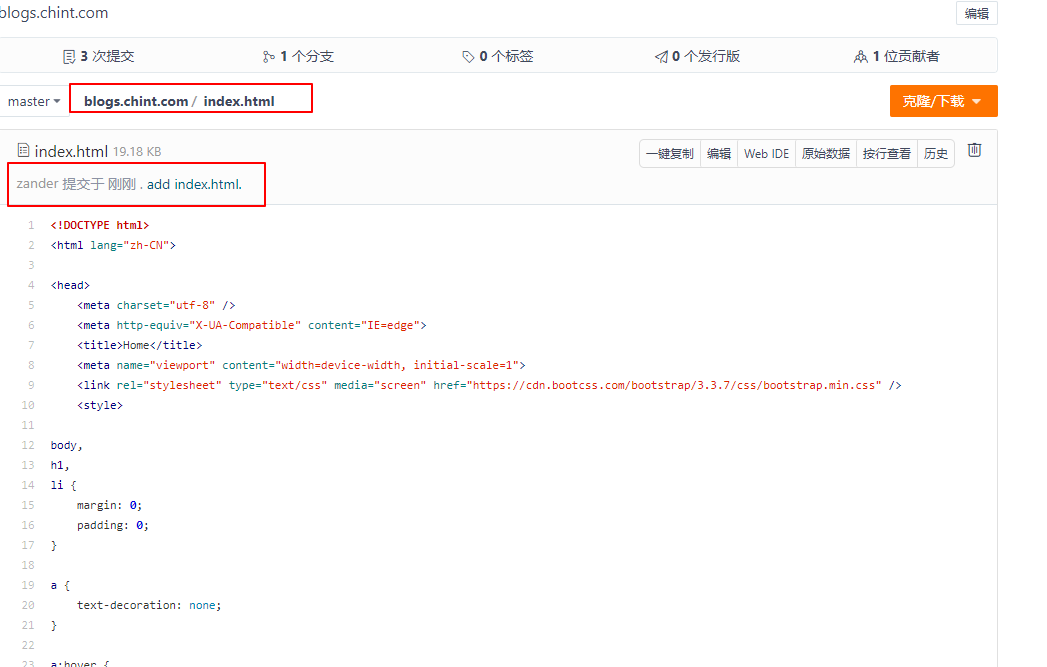 blogs.chint.com 编辑
3 次提交 1 个分支 0 个标签 0 个发行版 1 位贡献者
master blogs.chint.com / index.html 克隆/下载
index.html 19.18 KB 一键复制 编辑 Web IDE 原始数据 按行查看 历史
zander 提交于 刚刚 . add index.html.
1 <!DOCTYPE html>
2 <html lang="zh-CN">
3
4 <head>
5 <meta charset="utf-8" />
6 <meta http-equiv="X-UA-Compatible" content="IE=edge">
7 <title>Home</title>
8 <meta name="viewport" content="width=device-width, initial-scale=1">
9 <link rel="stylesheet" type="text/css" media="screen" href="https://cdn.bootcss.com/bootstrap/3.3.7/css/bootstrap.min.css" />
10 <style>
11
12 body,
13 h1,
14 li {
15 margin: 0;
16 padding: 0;
17 }
18
19 a {
20 text-decoration: none;
21 }
22
23 a:hover {